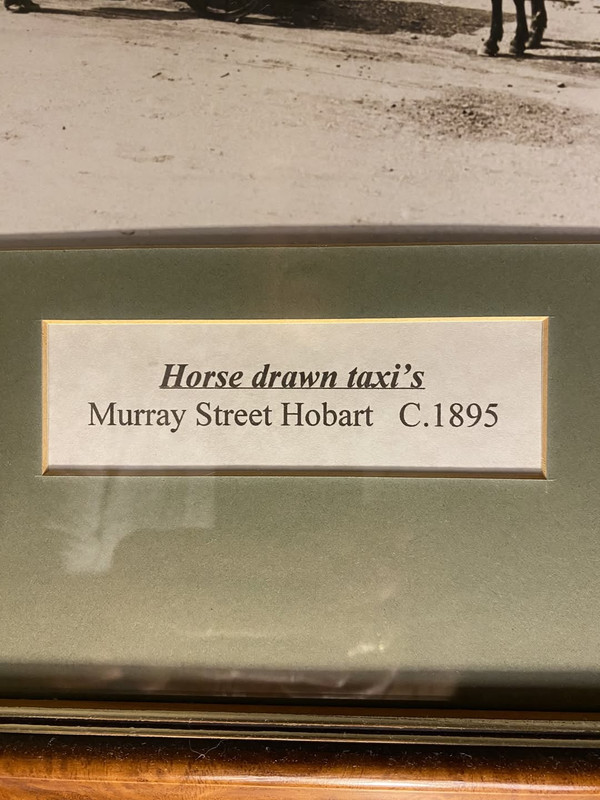 Horse drawn taxi's
Murray Street Hobart C.1895